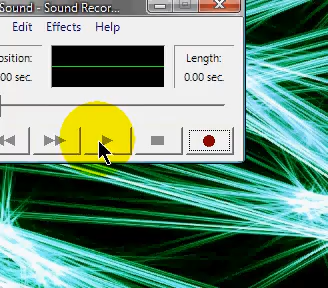 Sound - Sound Recor...
Edit Effects Help
osition: Length:
00 sec. 0.00 sec.